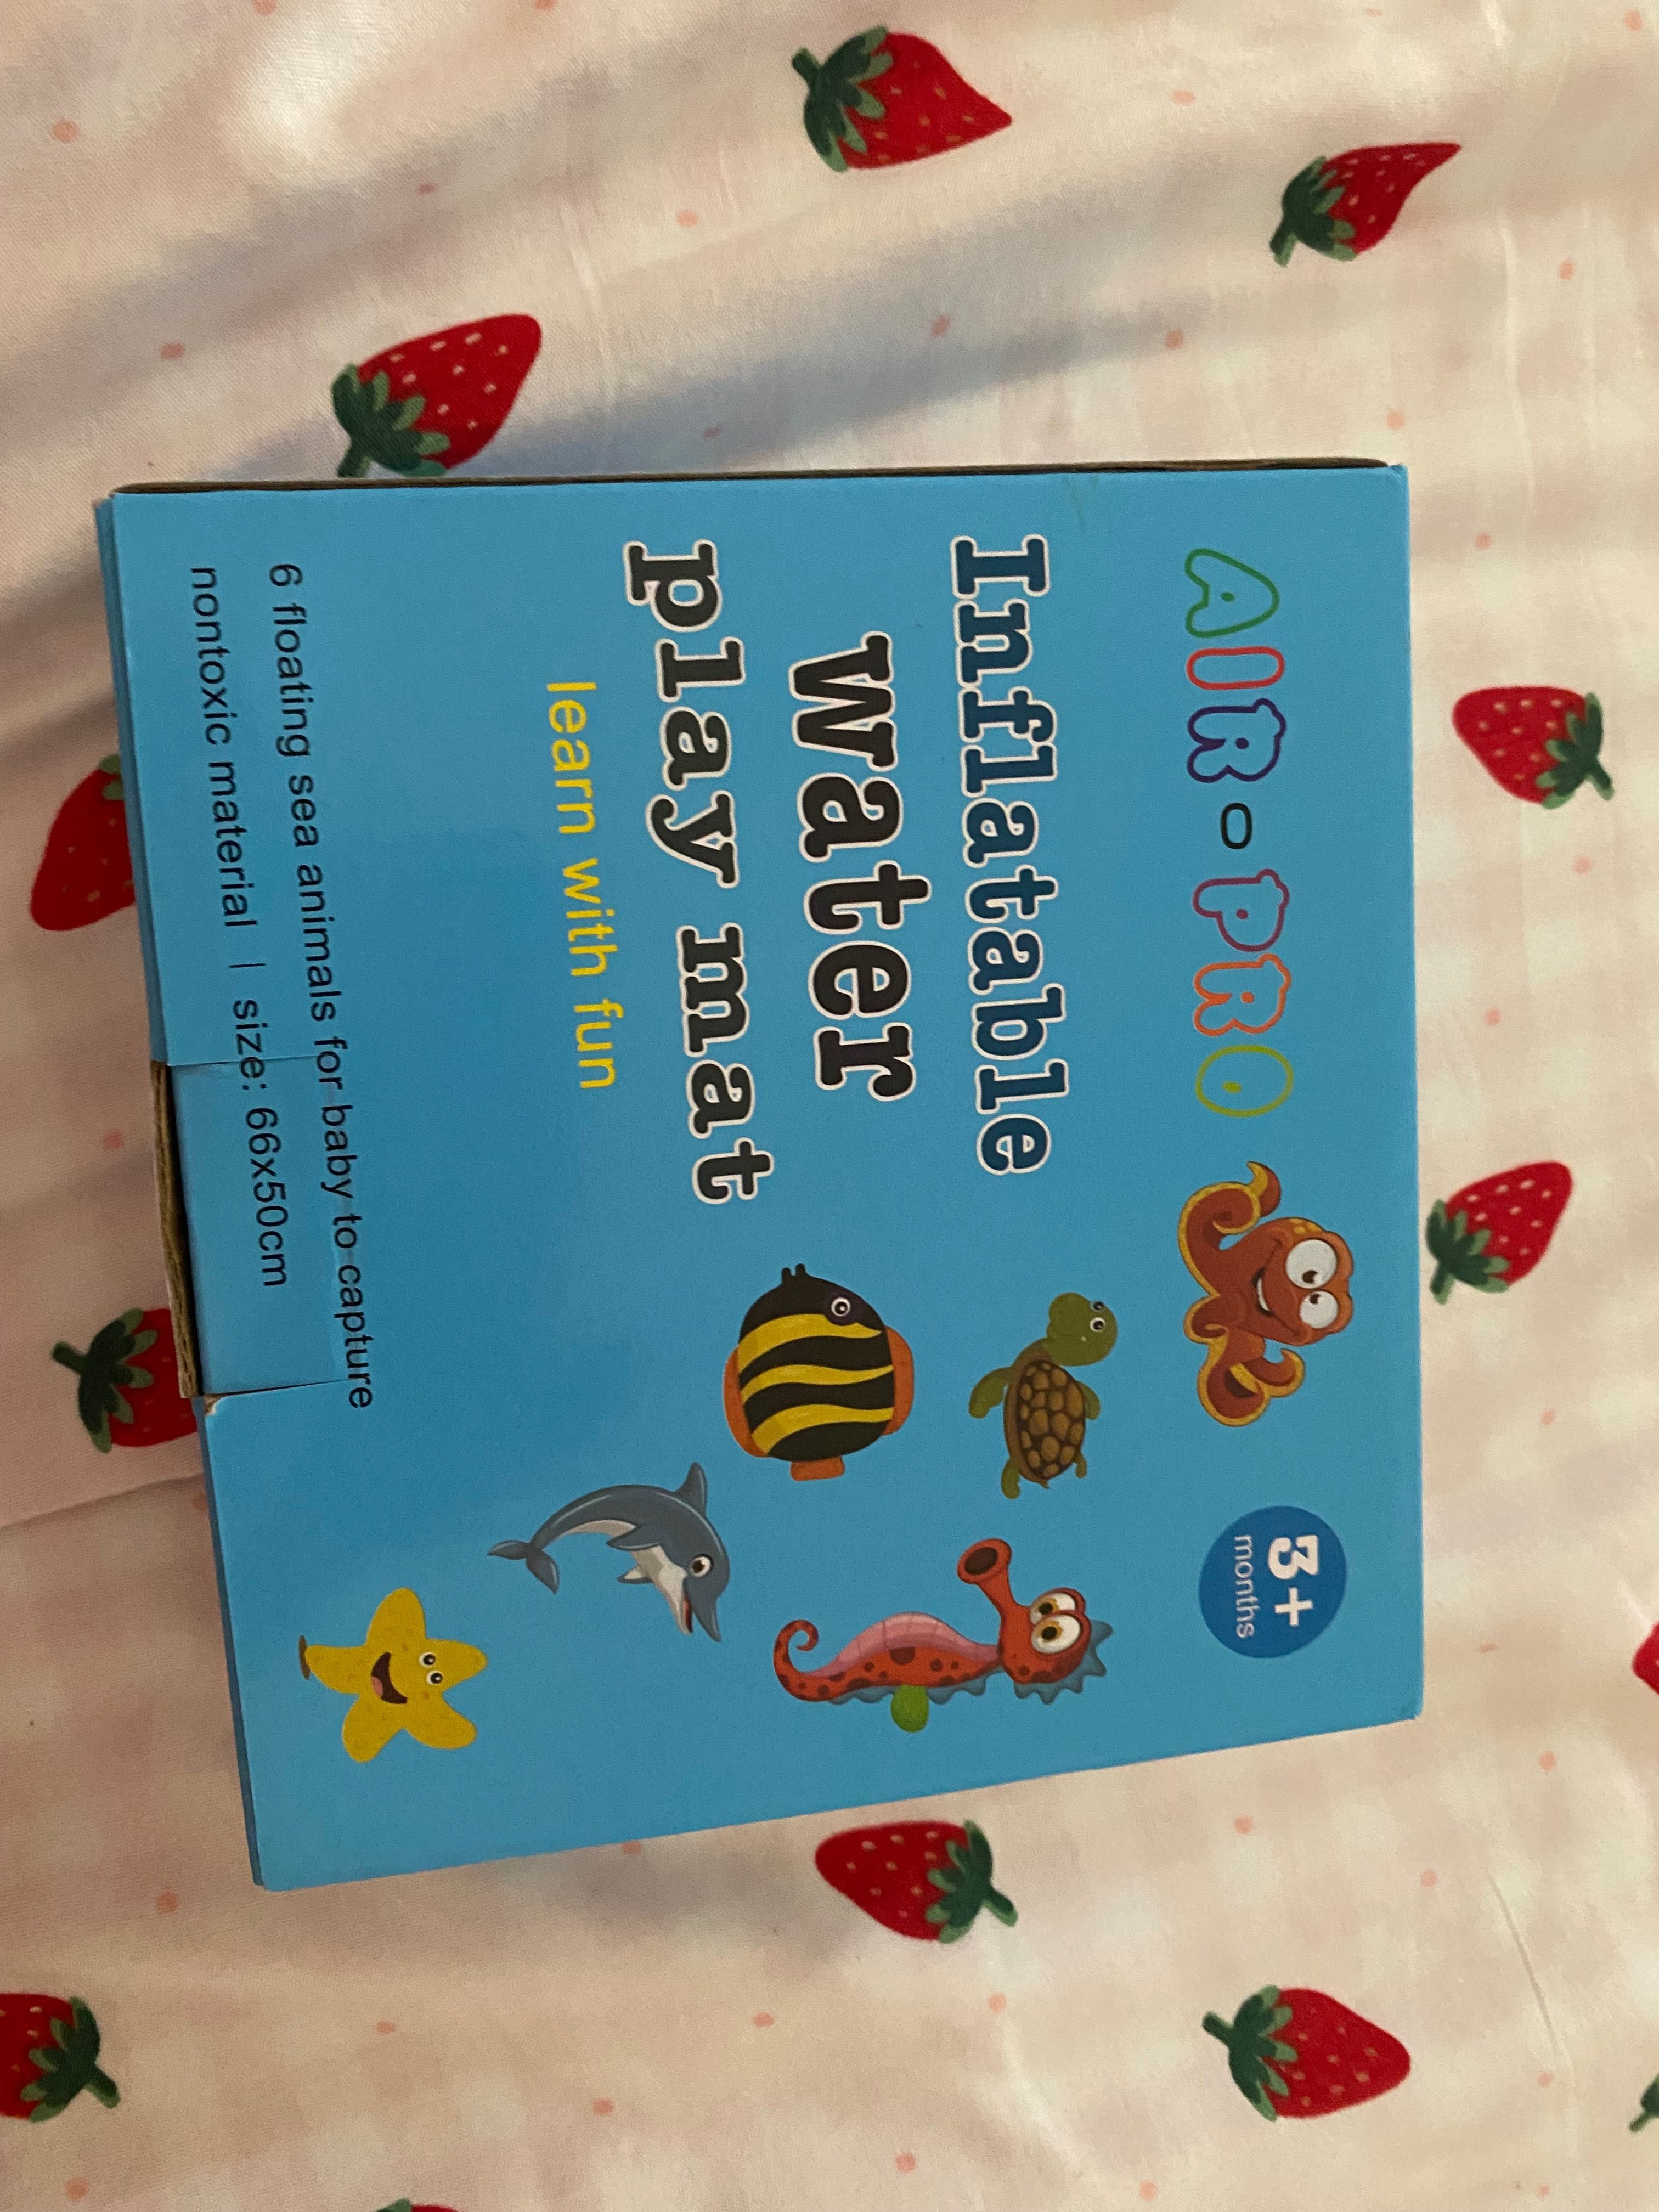 AIR-PRO
3+
months
Inflatable
water
play mat
learn with fun
6 floating sea animals for baby to capture
nontoxic material | size: 66x50cm